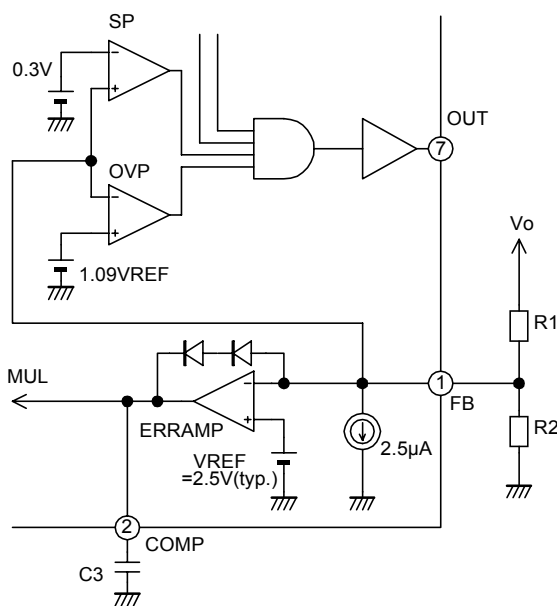 SP
0.3V
OVP
1.09VREF
OUT
7
Vo
R1
MUL
ERRAMP
VREF
=2.5V(typ.)
2.5µA
1
FB
R2
2
COMP
C3